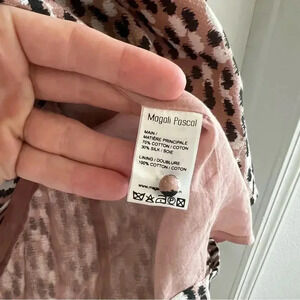 Magali Pascal
MAIN /
MATIÈRE PRINCIPALE
70% COTTON / COTON
30% SILK / SOIE
LINING / DOUBLURE
100% COTTON / COTON